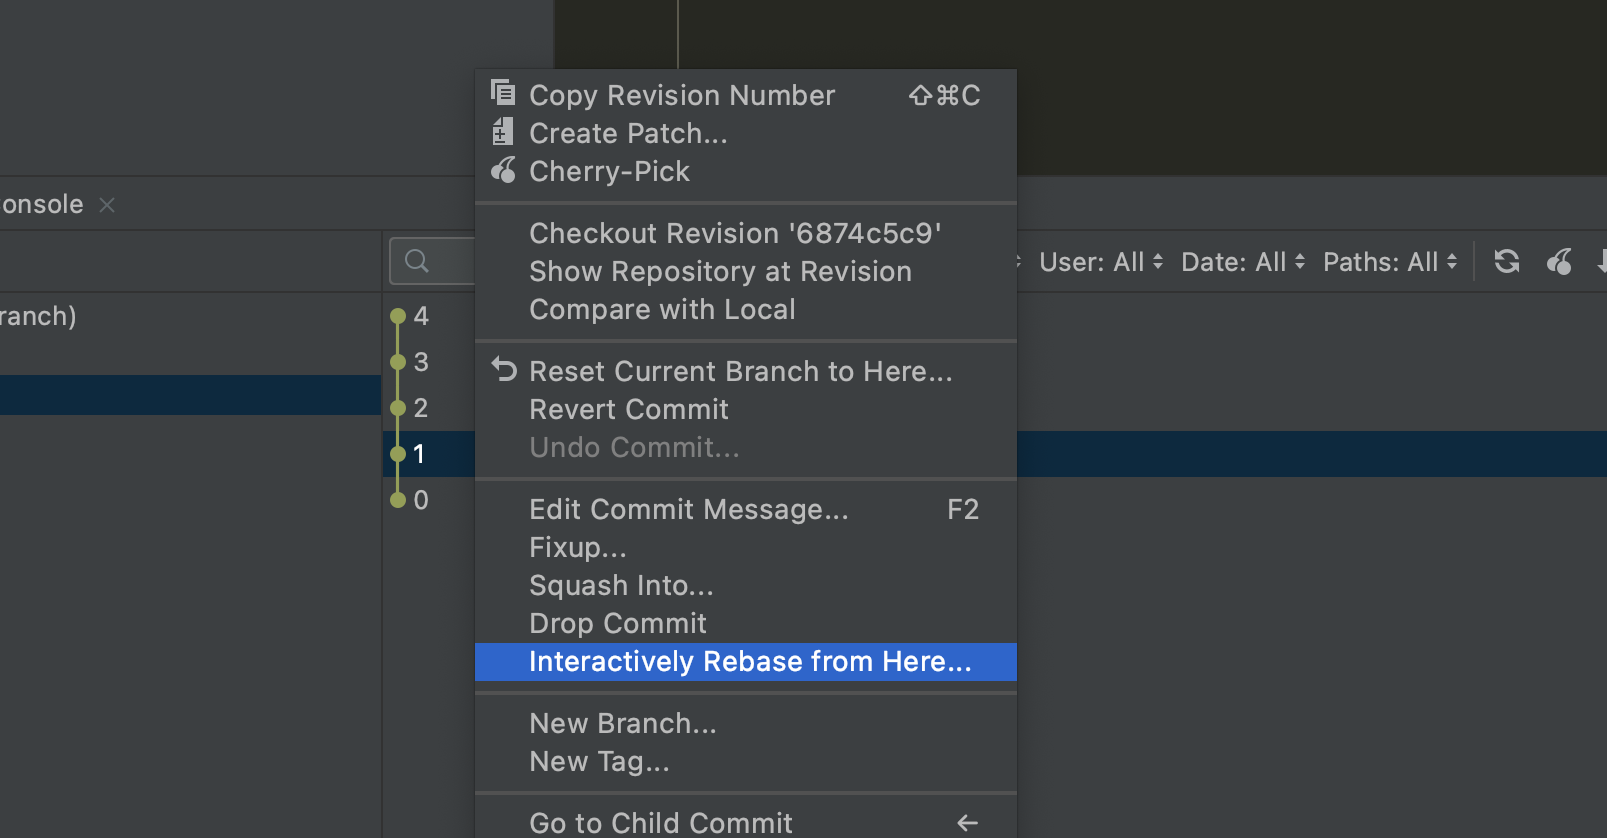 Copy Revision Number ⇧⌘C
Create Patch...
Cherry-Pick
onsole ×
Checkout Revision '6874c5c9'
Show Repository at Revision
User: All Date: All Paths: All
Compare with Local
ranch)
4
3
Reset Current Branch to Here...
2
Revert Commit
Undo Commit...
1
0
Edit Commit Message... F2
Fixup...
Squash Into...
Drop Commit
Interactively Rebase from Here...
New Branch...
New Tag...
Go to Child Commit ←